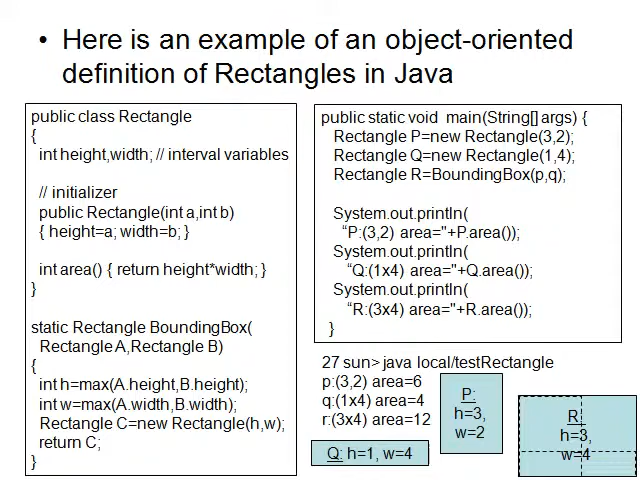 • Here is an example of an object-oriented
definition of Rectangles in Java
public class Rectangle
{
int height,width; // interval variables
// initializer
public Rectangle(int a,int b)
{ height=a; width=b; }
int area() { return height*width; }
}
static Rectangle BoundingBox(
Rectangle A,Rectangle B)
{
int h=max(A.height,B.height);
int w=max(A.width,B.width);
Rectangle C=new Rectangle(h,w);
return C;
}
public static void  main(String[] args) {
Rectangle P=new Rectangle(3,2);
Rectangle Q=new Rectangle(1,4);
Rectangle R=BoundingBox(p,q);
System.out.println(
“P:(3,2) area="+P.area());
System.out.println(
“Q:(1x4) area="+Q.area());
System.out.println(
“R:(3x4) area="+R.area());
}
27 sun> java local/testRectangle
p:(3,2) area=6
q:(1x4) area=4
r:(3x4) area=12
P:
h=3,
w=2
Q: h=1, w=4
R:
h=3,
w=4